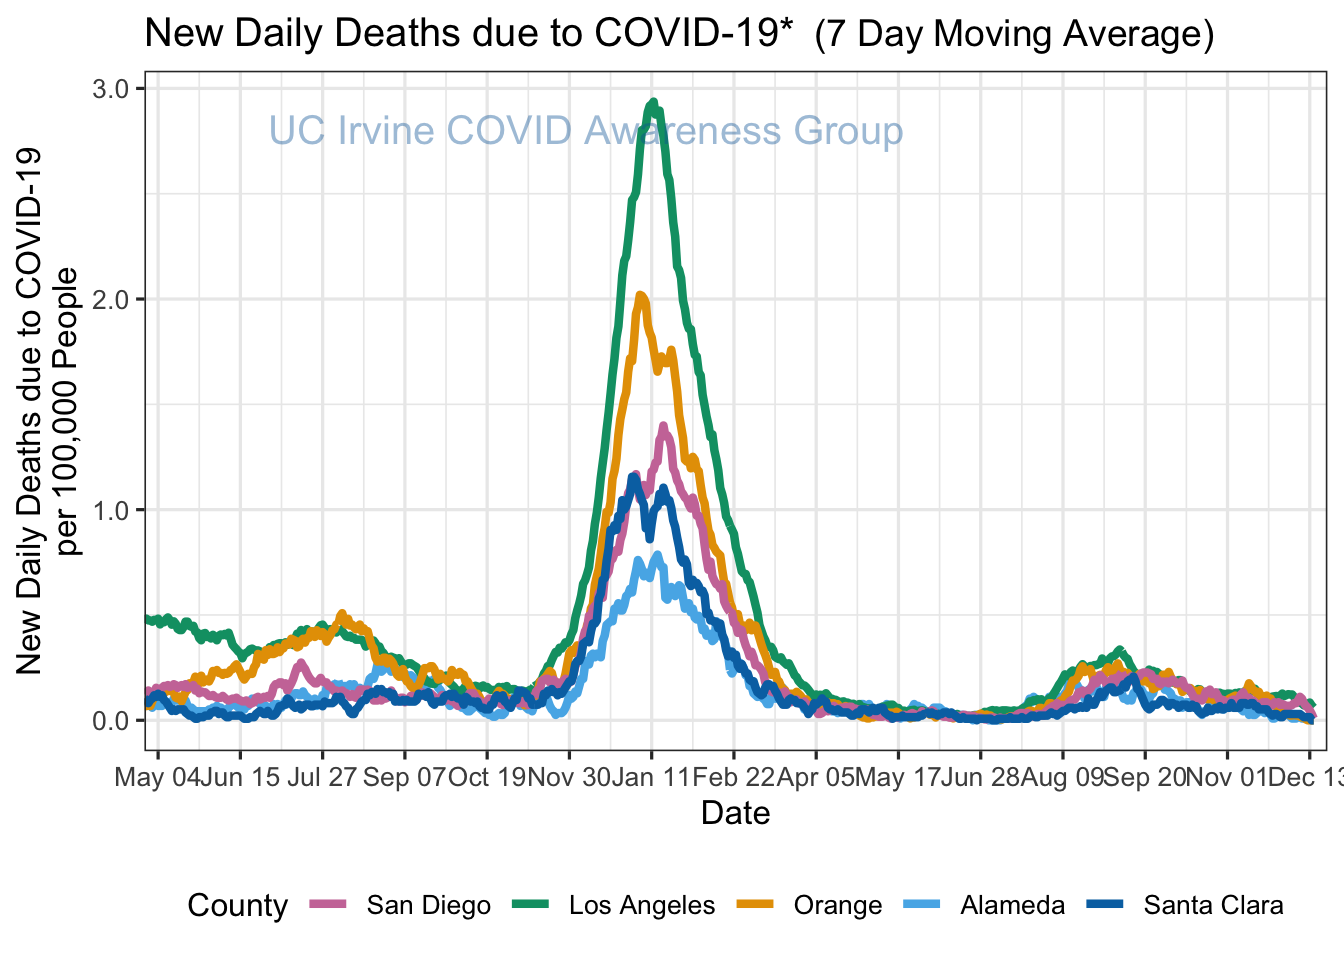 New Daily Deaths due to COVID-19* (7 Day Moving Average)
UC Irvine COVID Awareness Group
New Daily Deaths due to COVID-19
per 100,000 People
3.0
2.0
1.0
0.0
May 04 Jun 15 Jul 27 Sep 07 Oct 19 Nov 30 Jan 11 Feb 22 Apr 05 May 17 Jun 28 Aug 09 Sep 20 Nov 01 Dec 13
Date
County San Diego Los Angeles Orange Alameda Santa Clara